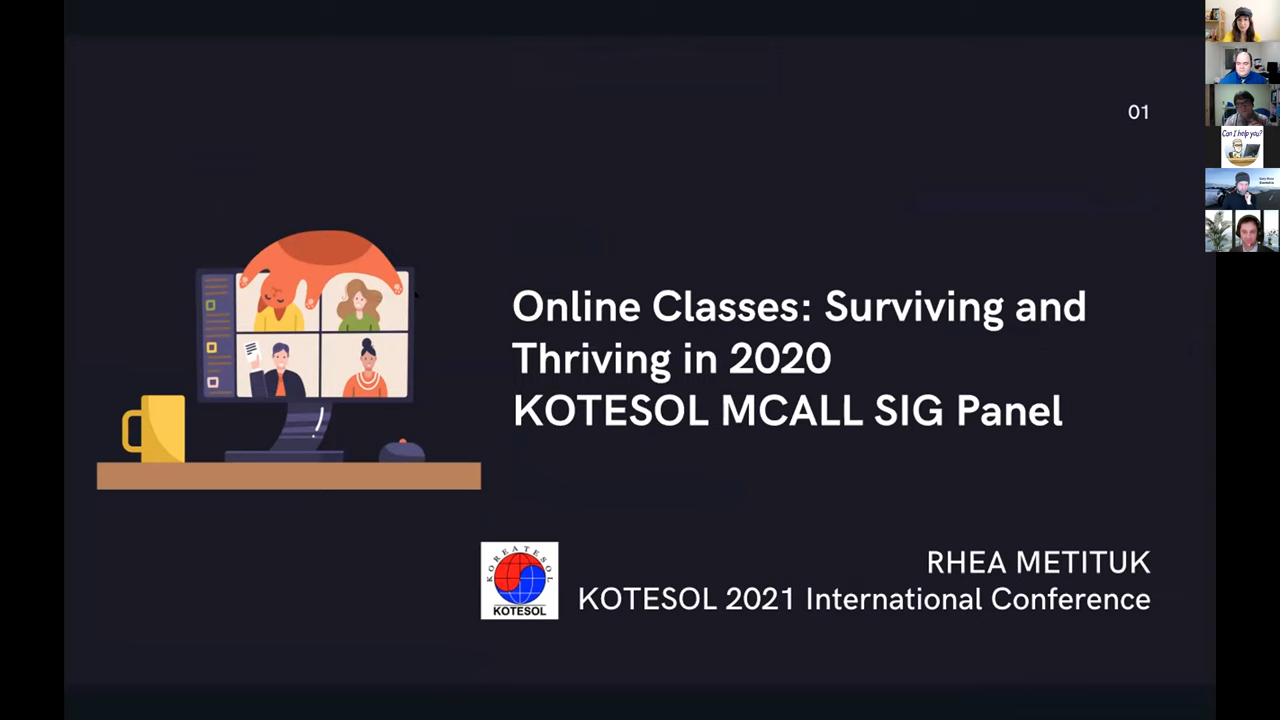 01
Online Classes: Surviving and
Thriving in 2020
KOTESOL MCALL SIG Panel
KOREA TESOL
KOTESOL
RHEA METITUK
KOTESOL 2021 International Conference
Can I help you?